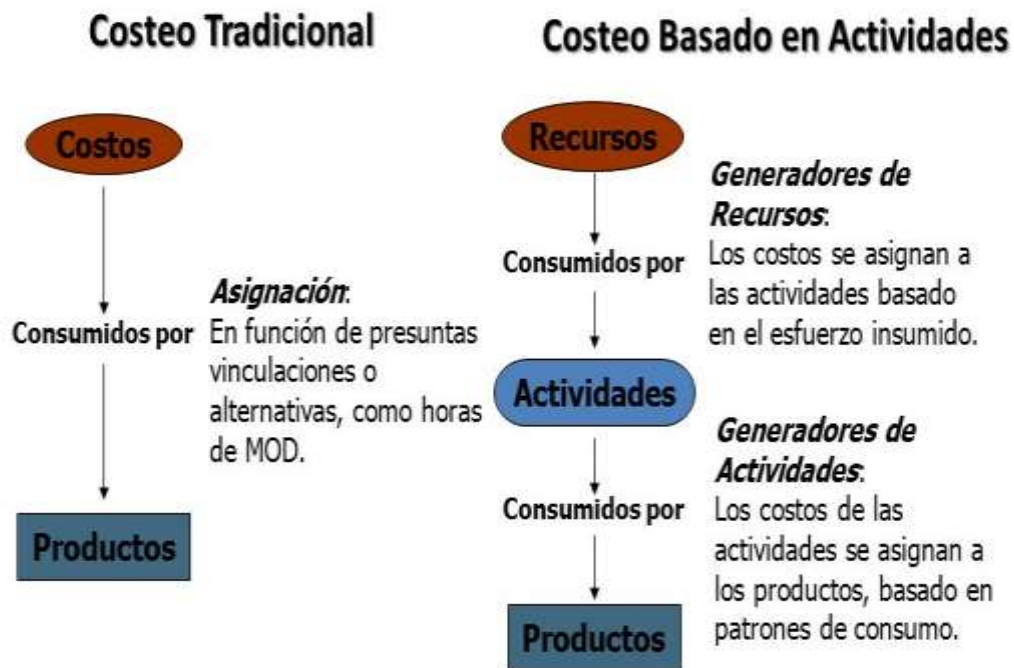 Costeo Tradicional
Costos
Consumidos por
Asignación:
En función de presuntas
vinculaciones o
alternativas, como horas
de MOD.
Productos
Costeo Basado en Actividades
Recursos
Consumidos por
Generadores de
Recursos:
Los costos se asignan a
las actividades basado
en el esfuerzo insumido.
Actividades
Consumidos por
Generadores de
Actividades:
Los costos de las
actividades se asignan a
los productos, basado en
patrones de consumo.
Productos